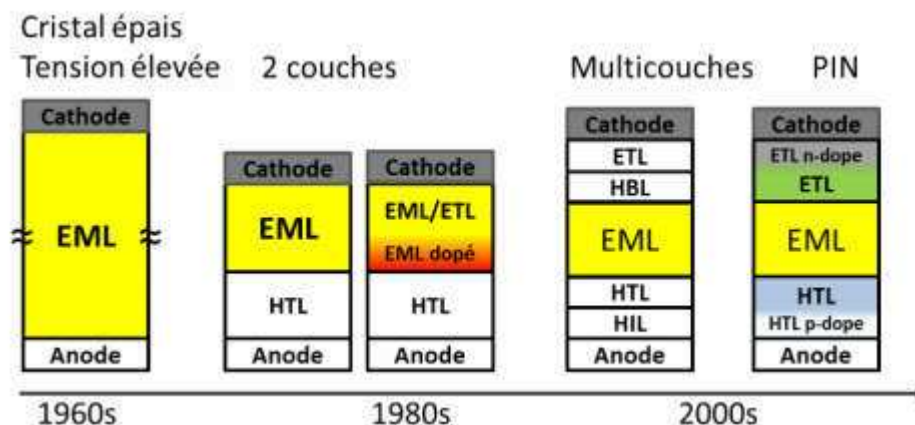 Cristal épais
Tension élevée
2 couches
Multicouches
PIN
Cathode
EML
Anode
Cathode
EML
HTL
Anode
Cathode
EML/ETL
EML dopé
HTL
Anode
Cathode
ETL
HBL
EML
HTL
HIL
Anode
Cathode
ETL n-dope
ETL
EML
HTL
HTL p-dope
Anode
1960s
1980s
2000s